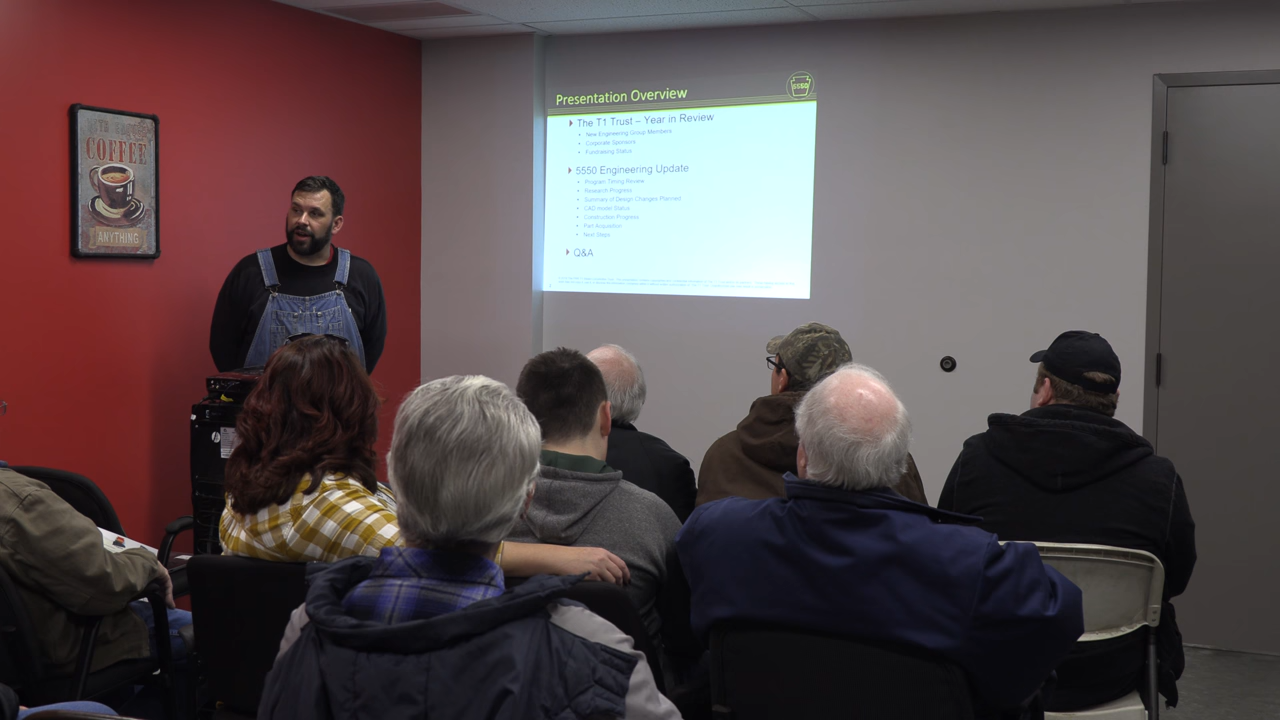 COFFEE
ANYTHING
Presentation Overview
5550
The T1 Trust – Year in Review
New Engineering Group Members
Corporate Sponsors
Fundraising Status
5550 Engineering Update
Program Timing Review
Research Progress
Summary of Design Changes Planned
CAD model Status
Construction Progress
Part Acquisition
Next Steps
Q&A